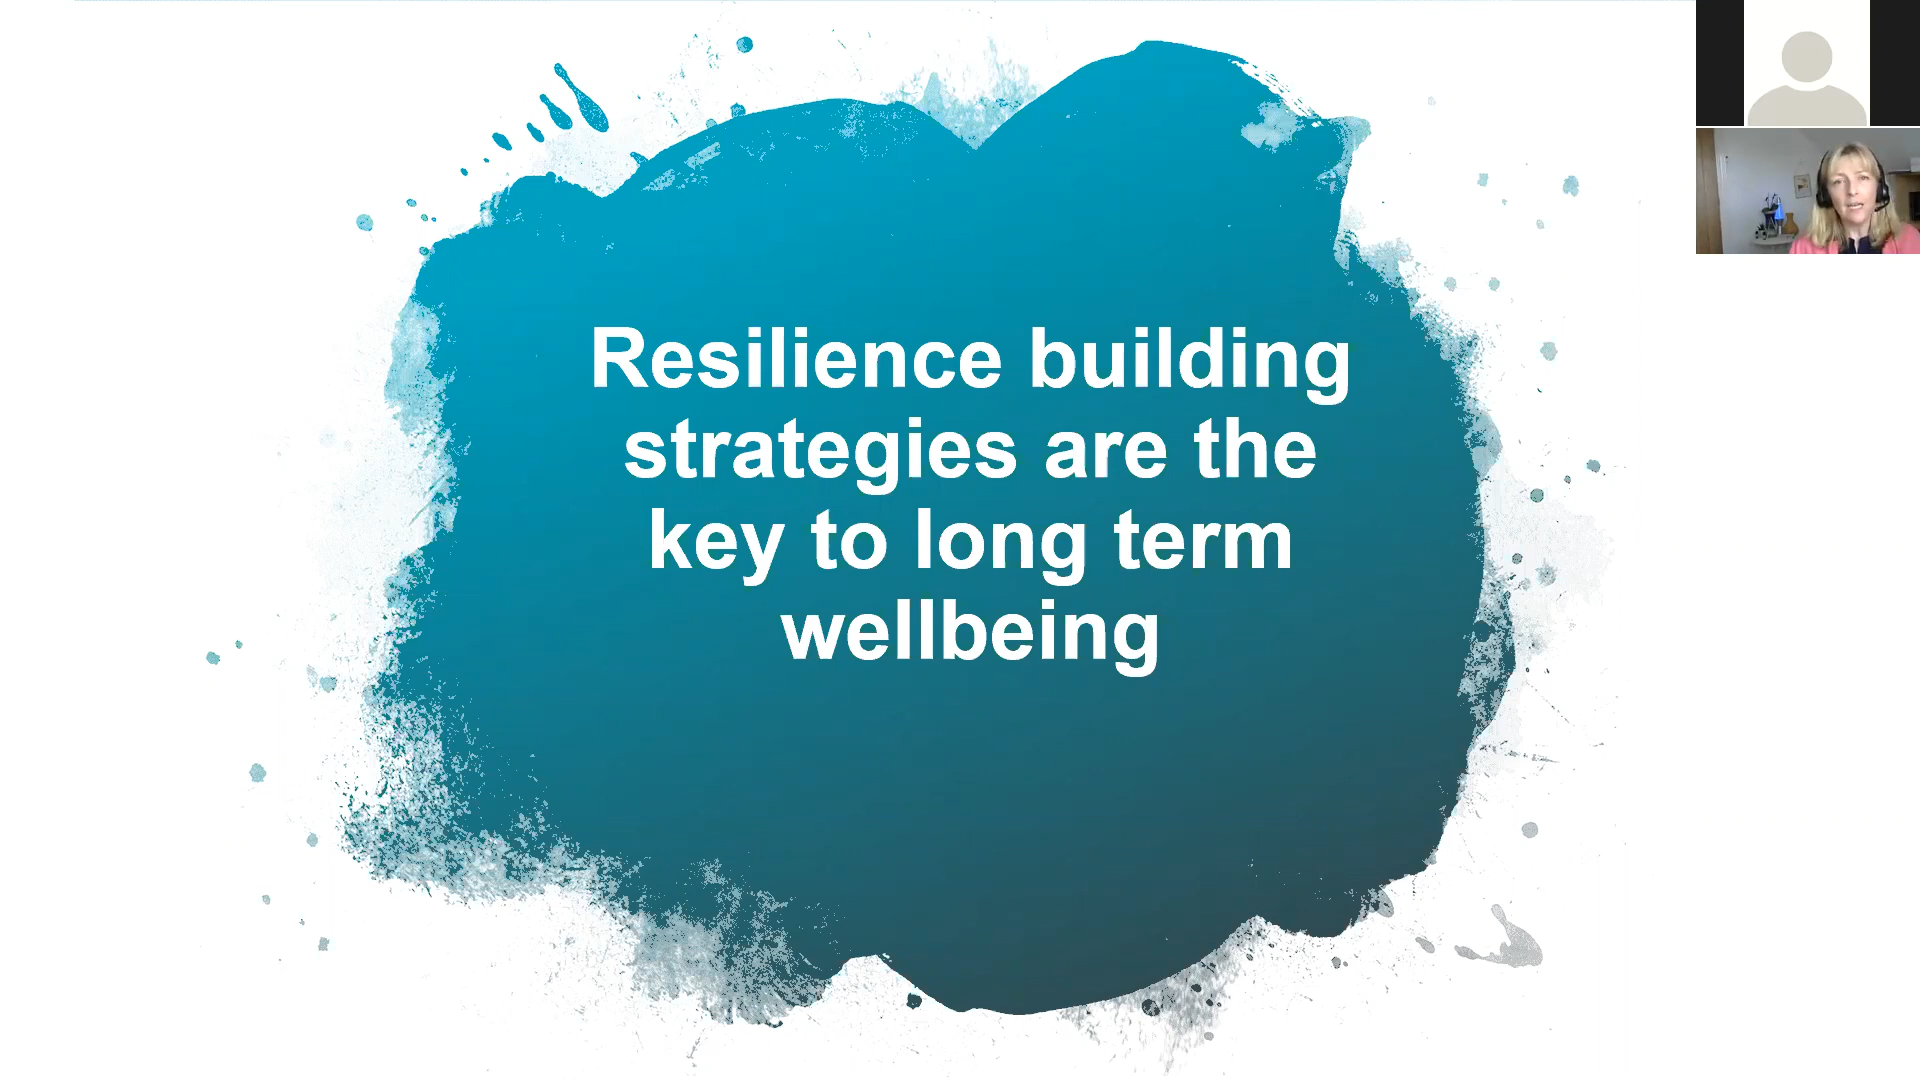 Resilience building
strategies are the
key to long term
wellbeing